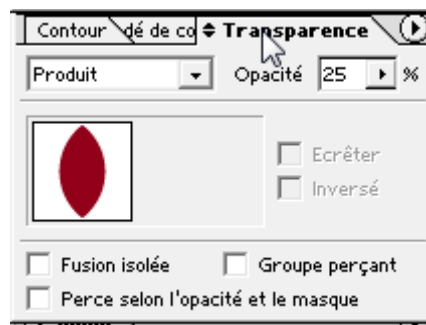 Contour dé de co Transparence
Produit Opacité 25 %
Ecrêter
Inversé
Fusion isolée Groupe perçant
Perce selon l'opacité et le masque